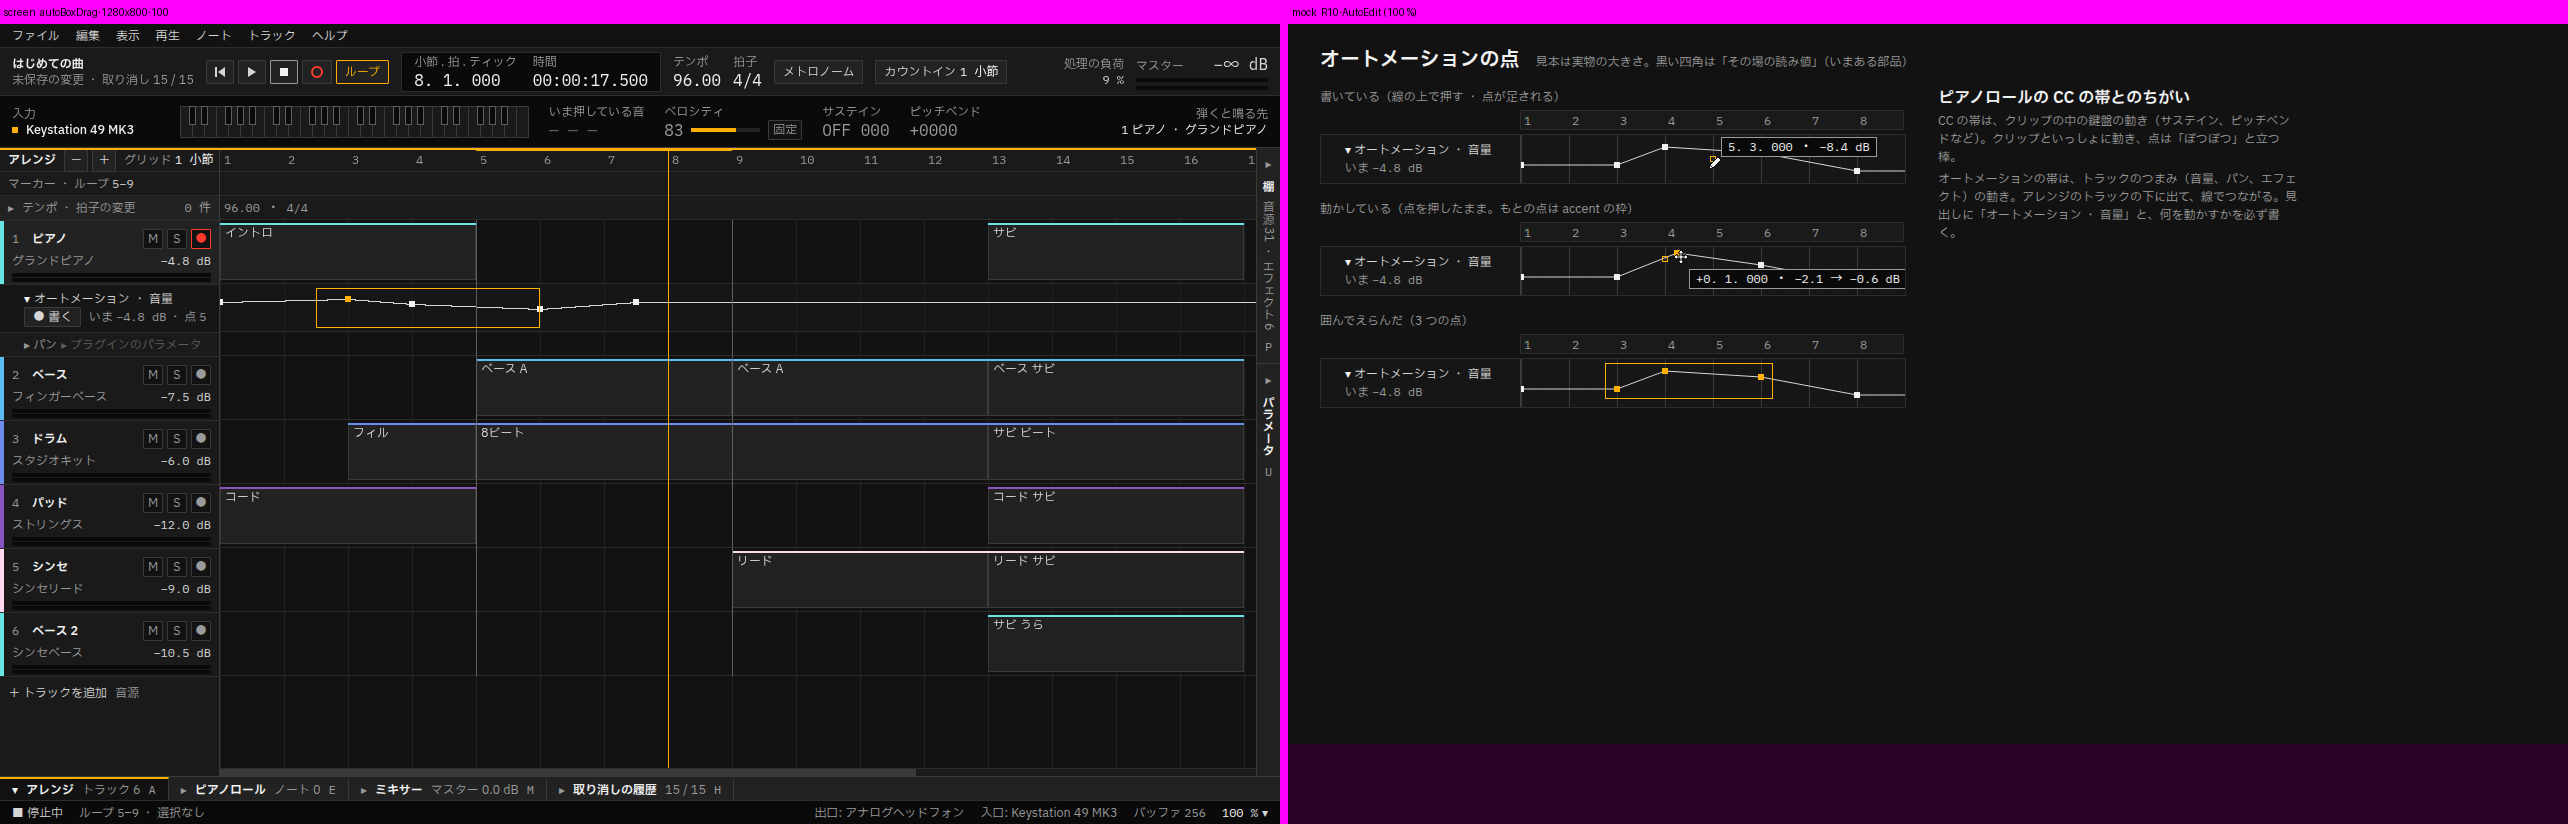 screen autoBoxDrag-1280x800-100
ファイル 編集 表示 再生 ノート トラック ヘルプ
はじめての曲
未保存の変更 ・ 取り消し 15 / 15
ループ
小節 . 拍 . ティック 時間
8. 1. 000 00:00:17.500
テンポ 拍子
96.00 4/4
メトロノーム
カウントイン 1 小節
処理の負荷
9 %
マスター −∞ dB
入力
Keystation 49 MK3
いま押している音
— — —
ベロシティ
83 固定
サステイン
OFF 000
ピッチベンド
+0000
弾くと鳴る先
1 ピアノ ・ グランドピアノ
アレンジ − + グリッド 1 小節
1 2 3 4 5 6 7 8 9 10 11 12 13 14 15 16 1
マーカー ・ ループ 5–9
▸ テンポ ・ 拍子の変更 0 件
96.00 ・ 4/4
1 ピアノ M S
グランドピアノ −4.8 dB
イントロ
サビ
▾ オートメーション ・ 音量
● 書く いま −4.8 dB ・ 点 5
▸ パン ▸ プラグインのパラメータ
2 ベース M S
フィンガーベース −7.5 dB
ベース A
ベース A
ベース サビ
3 ドラム M S
スタジオキット −6.0 dB
フィル
8ビート
サビ ビート
4 パッド M S
ストリングス −12.0 dB
コード
コード サビ
5 シンセ M S
シンセリード −9.0 dB
リード
リード サビ
6 ベース 2 M S
シンセベース −10.5 dB
サビ うら
+ トラックを追加 音源
▸ 棚 音源 31 ・ エフェクト 6 P
▸ パラメータ U
▾ アレンジ トラック 6 A
▸ ピアノロール ノート 0 E
▸ ミキサー マスター 0.0 dB M
▸ 取り消しの履歴 15 / 15 H
■ 停止中 ループ 5–9 ・ 選択なし
出口: アナログヘッドフォン 入口: Keystation 49 MK3 バッファ 256 100 % ▾
mock R10-AutoEdit (100 %)
オートメーションの点 見本は実物の大きさ。黒い四角は「その場の読み値」（いまある部品）
書いている（線の上で押す ・ 点が足される）
1 2 3 4 5 6 7 8
▾ オートメーション ・ 音量
いま −4.8 dB
5. 3. 000 ・ −8.4 dB
動かしている（点を押したまま。もとの点は accent の枠）
1 2 3 4 5 6 7 8
▾ オートメーション ・ 音量
いま −4.8 dB
+0. 1. 000 ・ −2.1 → −0.6 dB
囲んでえらんだ（3 つの点）
1 2 3 4 5 6 7 8
▾ オートメーション ・ 音量
いま −4.8 dB
ピアノロールの CC の帯とのちがい
CC の帯は、クリップの中の鍵盤の動き（サステイン、ピッチベン
ドなど）。クリップといっしょに動き、点は「ぽつぽつ」と立つ
棒。
オートメーションの帯は、トラックのつまみ（音量、パン、エフェ
クト）の動き。アレンジのトラックの下に出て、線でつながる。見
出しに「オートメーション ・ 音量」と、何を動かすかを必ず書
く。